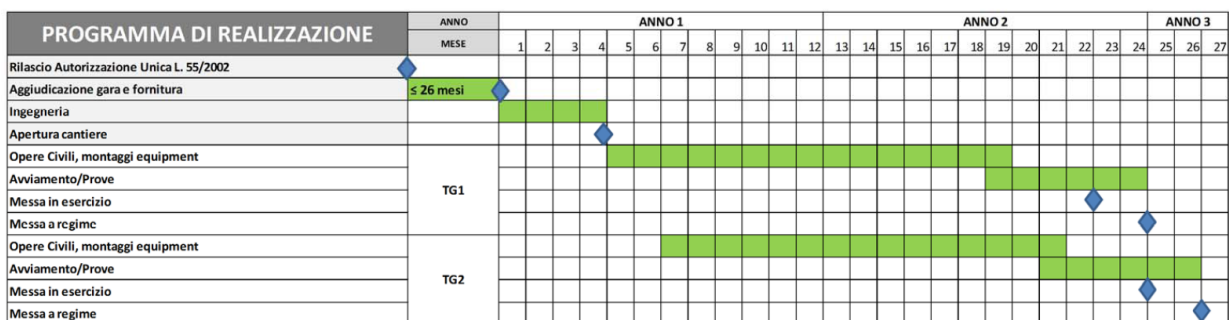 PROGRAMMA DI REALIZZAZIONE
ANNO ANNO 1 ANNO 2 ANNO 3
MESE 1 2 3 4 5 6 7 8 9 10 11 12 13 14 15 16 17 18 19 20 21 22 23 24 25 26 27
Rilascio Autorizzazione Unica L. 55/2002
Aggiudicazione gara e fornitura ≤ 26 mesi
Ingegneria
Apertura cantiere
Opere Civili, montaggi equipment
Avviamento/Prove
TG1
Messa in esercizio
Messa a regime
Opere Civili, montaggi equipment
Avviamento/Prove
TG2
Messa in esercizio
Messa a regime